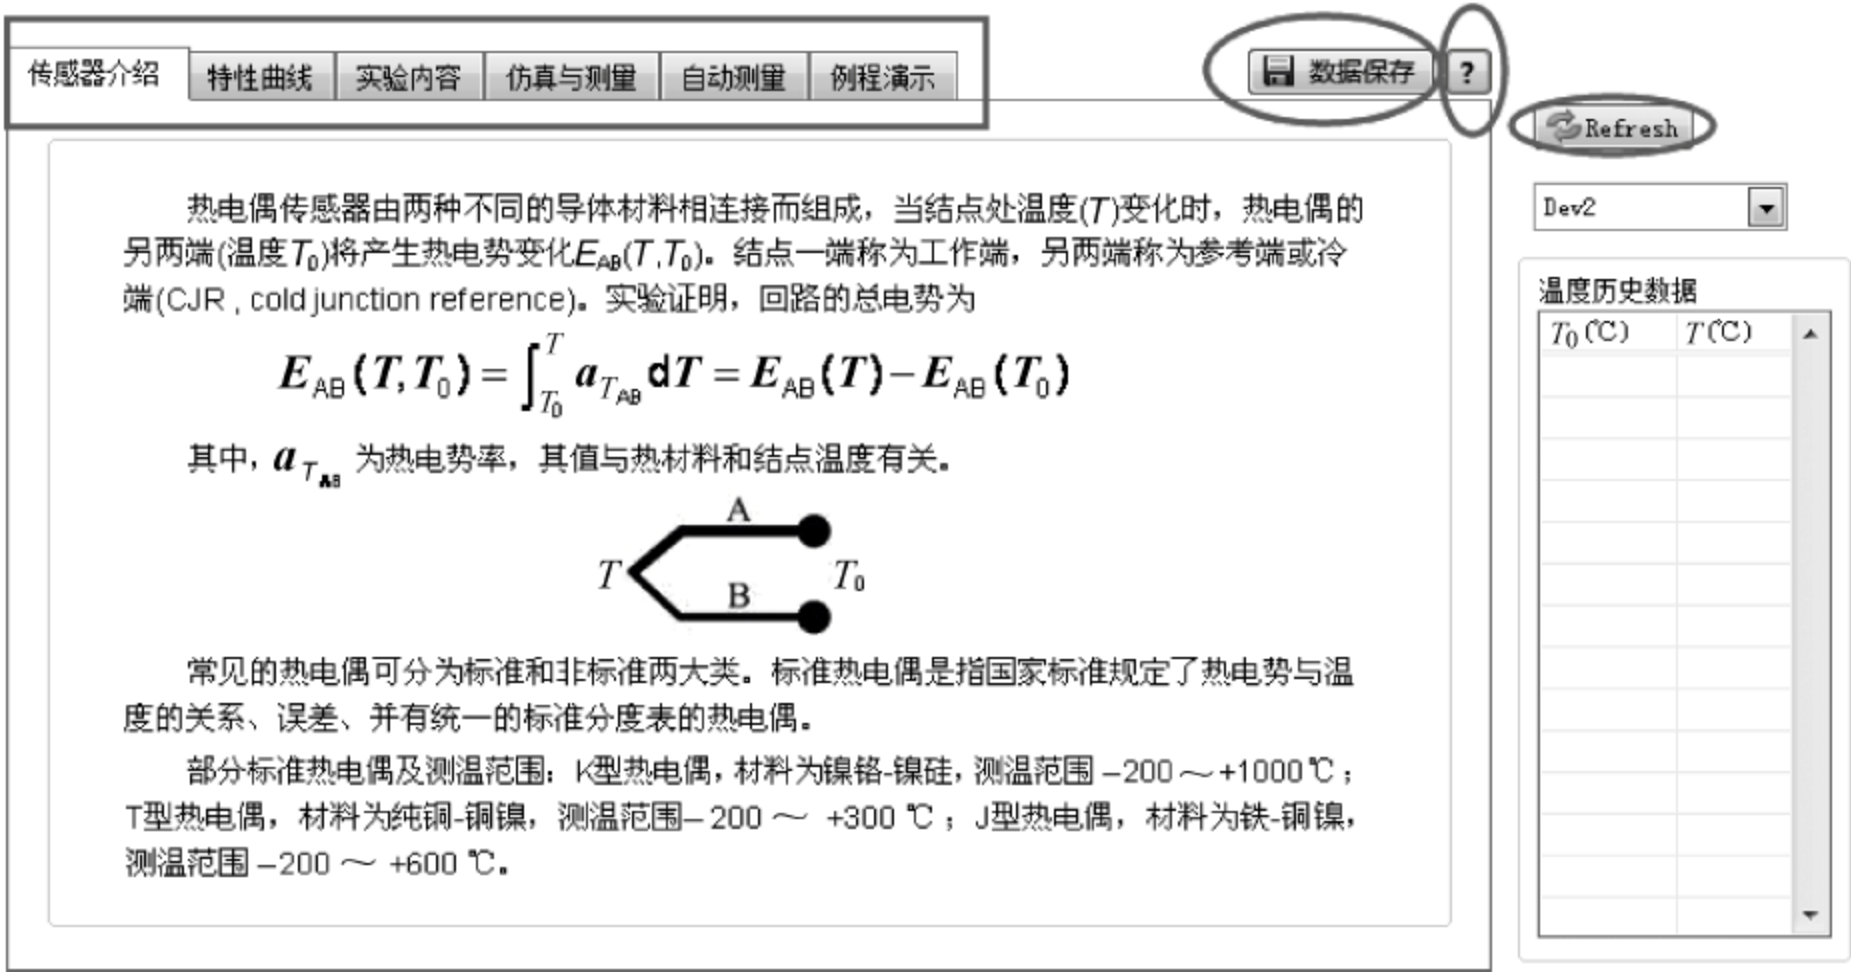 传感器介绍 特性曲线 实验内容 仿真与测量 自动测量 例程演示 数据保存 ?
Refresh
Dev2
热电偶传感器由两种不同的导体材料相连接而组成，当结点处温度(T)变化时，热电偶的
另两端(温度T₀)将产生热电势变化E_AB(T,T₀)。结点一端称为工作端，另两端称为参考端或冷
端(CJR , cold junction reference)。实验证明，回路的总电势为
E_AB(T,T₀)=∫_{T₀}^{T} a_{T_AB}dT=E_AB(T)−E_AB(T₀)
其中，a_{T_AB} 为热电势率，其值与热材料和结点温度有关。
A
T T₀
B
常见的热电偶可分为标准和非标准两大类。标准热电偶是指国家标准规定了热电势与温
度的关系、误差、并有统一的标准分度表的热电偶。
部分标准热电偶及测温范围：K型热电偶，材料为镍铬-镍硅，测温范围 –200～+1000℃；
T型热电偶，材料为纯铜-铜镍，测温范围–200 ～ +300 ℃；J型热电偶，材料为铁-铜镍，
测温范围 –200 ～ +600 ℃。
温度历史数据
T₀(℃) T(℃)